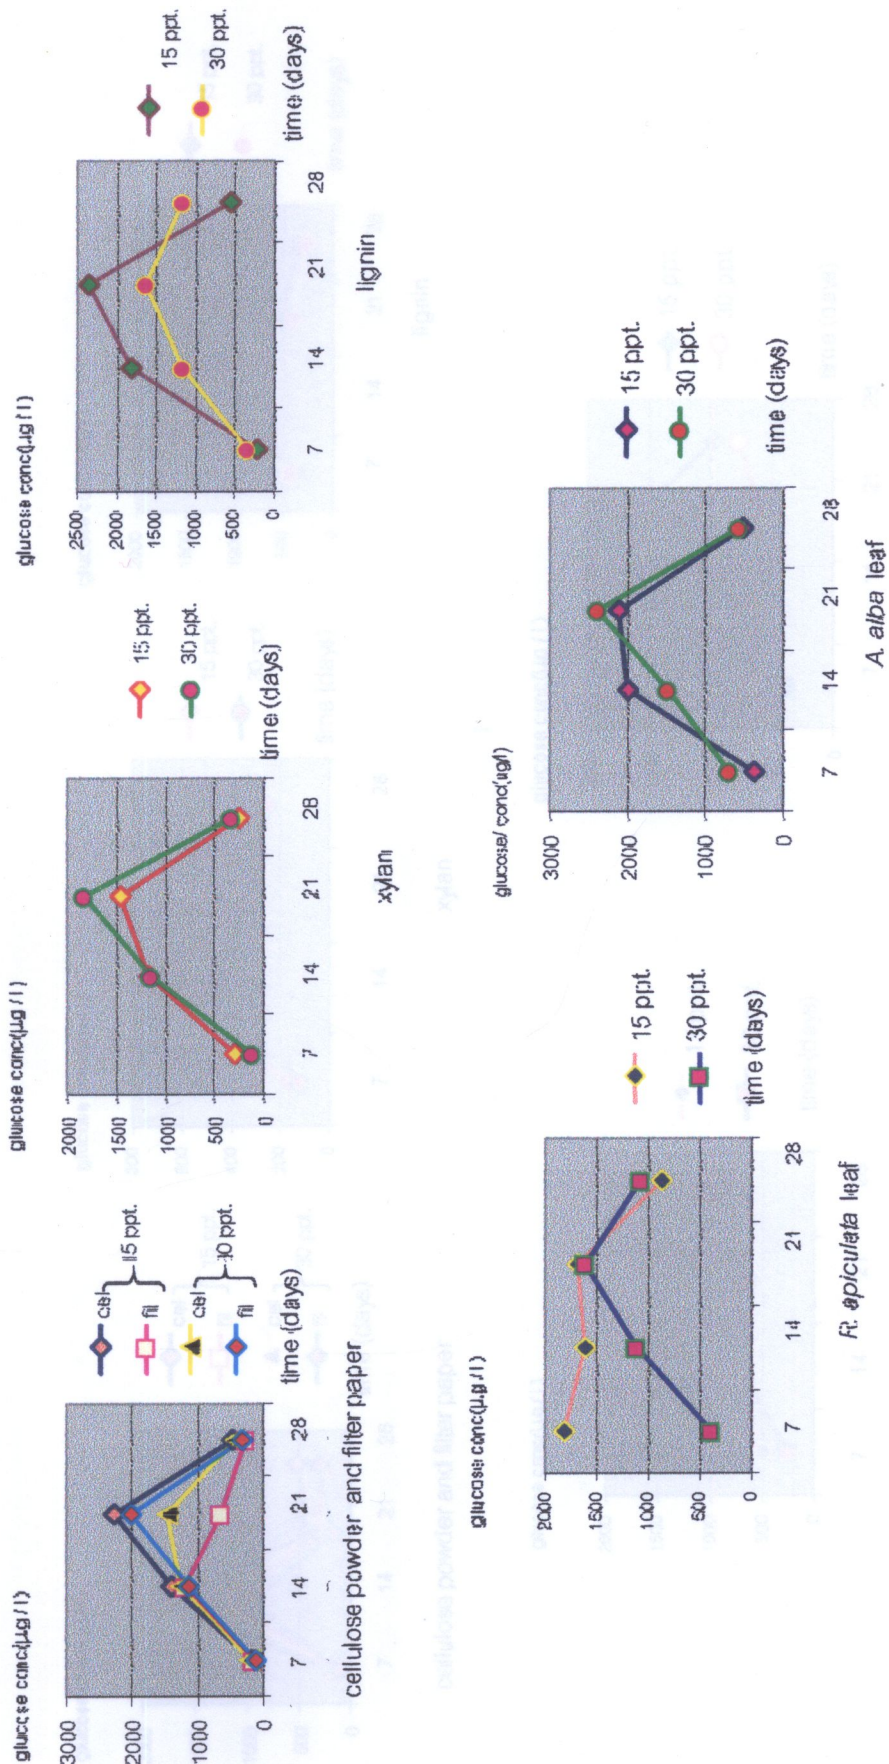 glucose conc(µg / l)
3000
2000
1000
0
7
14
21
28
time (days)
cel
fil
15 ppt.
cel
fil
cellulose powder and filter paper
glucose conc(µg / l)
2000
1500
1000
500
0
7
14
21
28
time (days)
15 ppt.
30 ppt.
xylan
glucose conc(µg / l)
2500
2000
1500
1000
500
0
7
14
21
28
time (days)
15 ppt.
30 ppt.
lignin
glucose conc(µg / l)
2000
1500
1000
500
0
7
14
21
28
time (days)
15 ppt.
30 ppt.
R. apiculata leaf
glucose/ conc(ug/l)
3000
2000
1000
0
7
14
21
28
time (days)
15 ppt.
30 ppt.
A. alba leaf